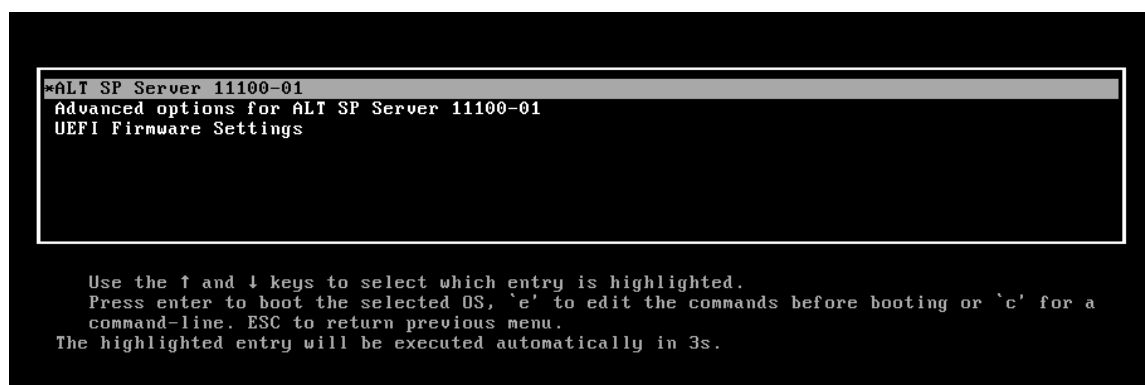 *ALT SP Server 11100-01
Advanced options for ALT SP Server 11100-01
UEFI Firmware Settings
Use the ↑ and ↓ keys to select which entry is highlighted.
Press enter to boot the selected OS, `e' to edit the commands before booting or `c' for a
command-line. ESC to return previous menu.
The highlighted entry will be executed automatically in 3s.